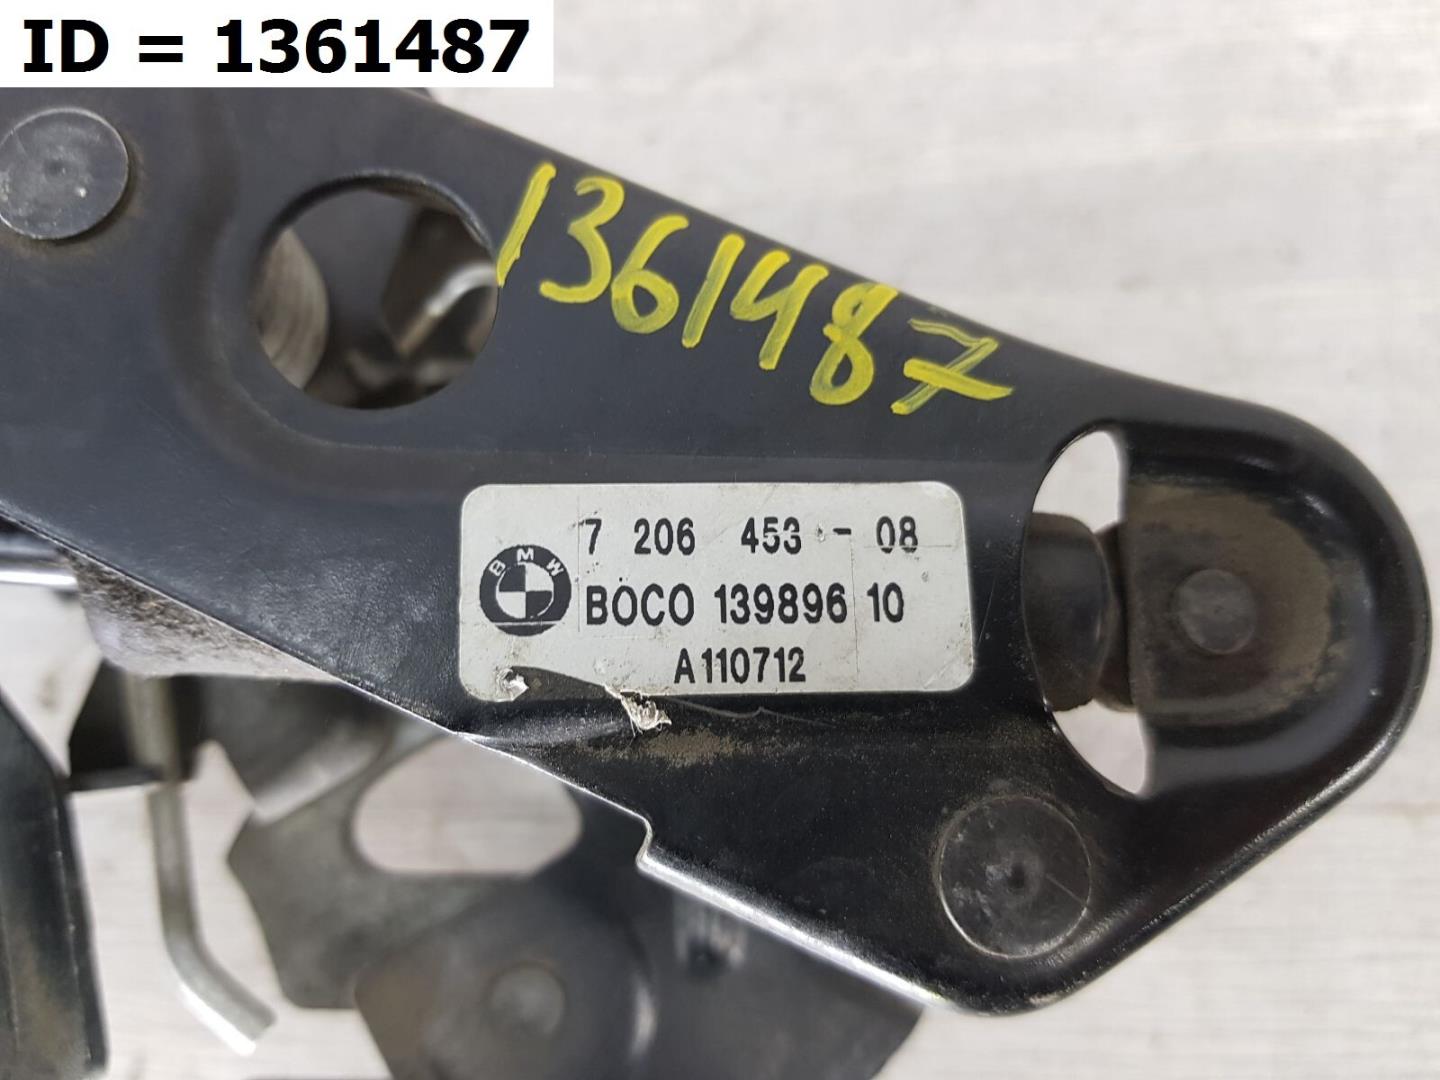 ID = 1361487
1361487
7 206 453 - 08
BMW
BOCO 139896 10
A110712